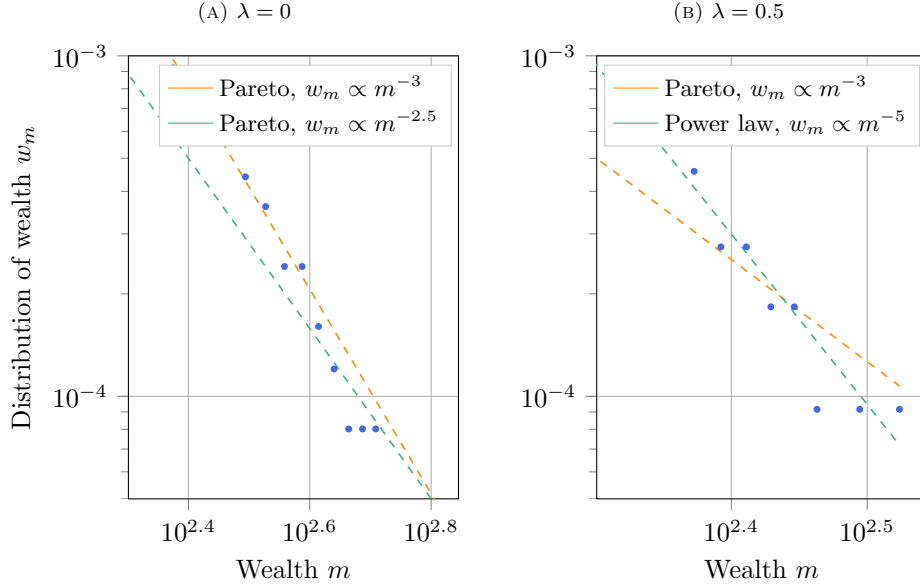 (A) λ = 0
(B) λ = 0.5
Distribution of wealth w_m
10^{-3}
10^{-4}
Pareto, w_m ∝ m^{-3}
Pareto, w_m ∝ m^{-2.5}
10^{2.4}
10^{2.6}
10^{2.8}
Wealth m
10^{-3}
10^{-4}
Pareto, w_m ∝ m^{-3}
Power law, w_m ∝ m^{-5}
10^{2.4}
10^{2.5}
Wealth m